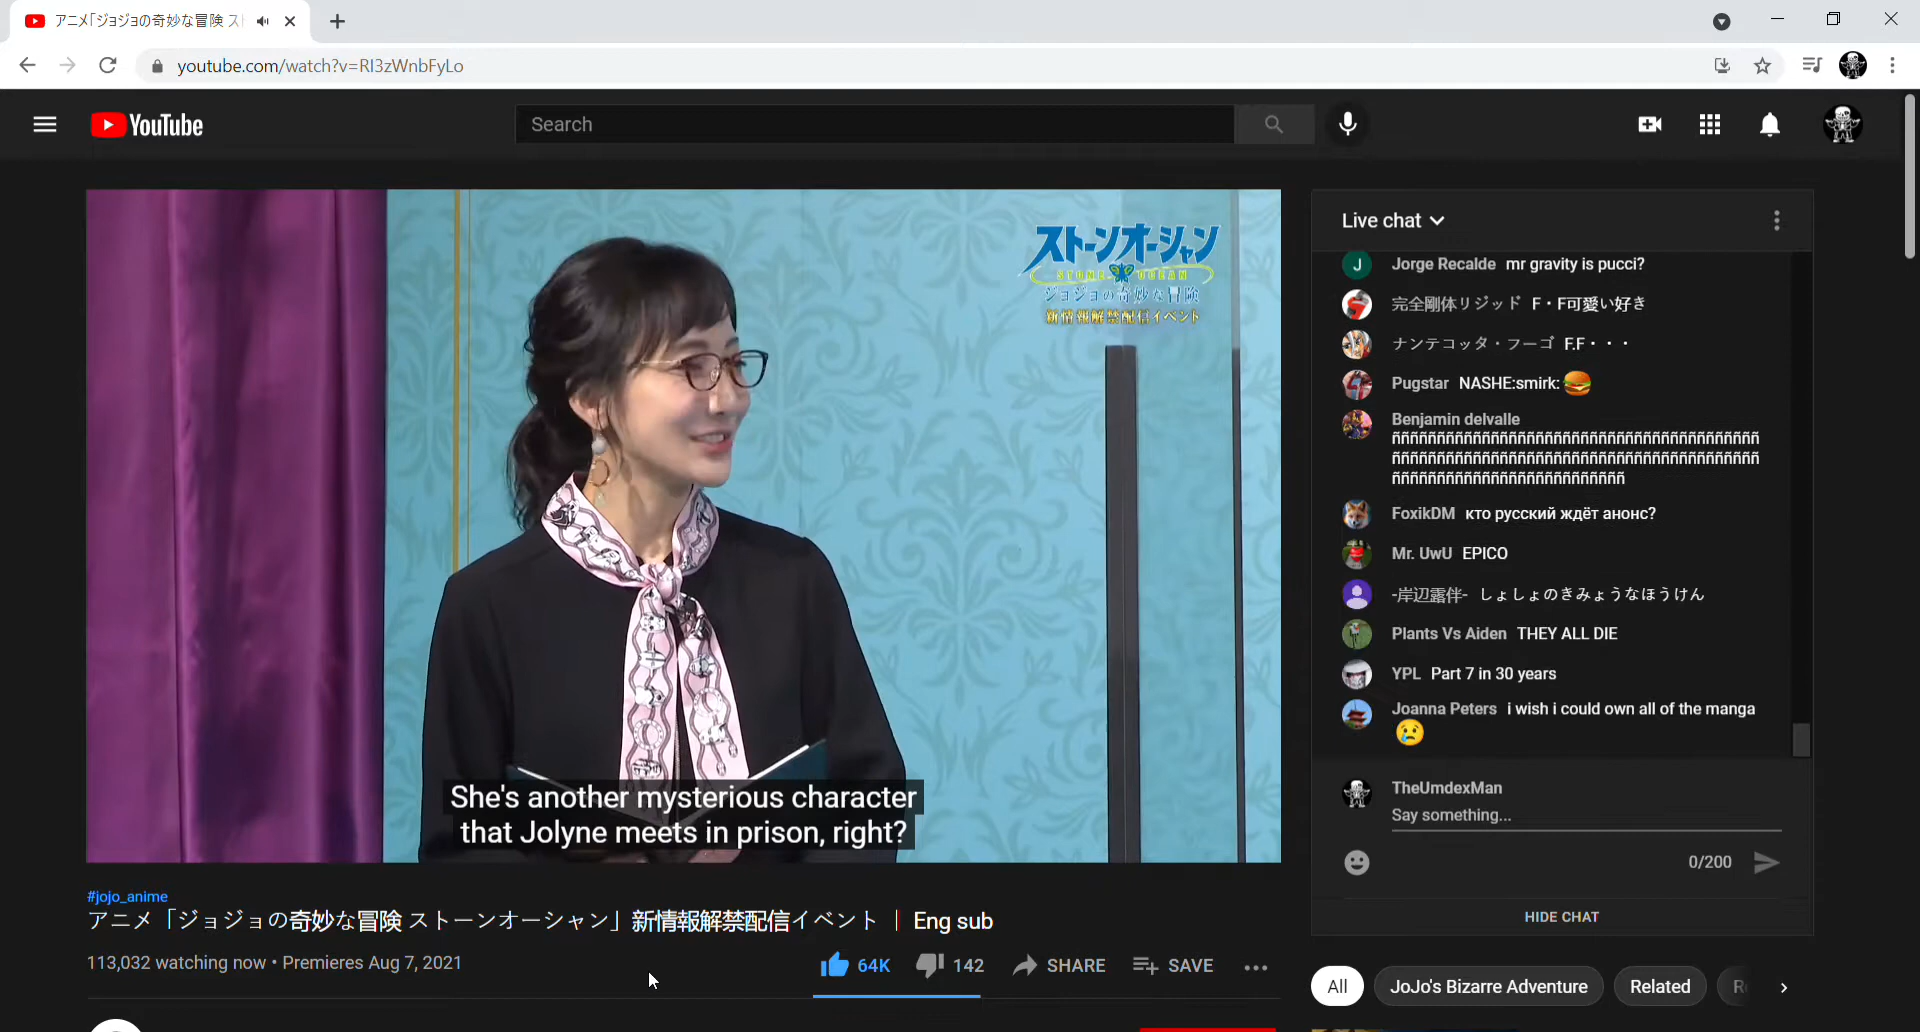 アニメ「ジョジョの奇妙な冒険 ス
youtube.com/watch?v=RI3zWnbFyLo
YouTube
Search
ストーンオーシャン
STONE OCEAN
ジョジョの奇妙な冒険
新情報解禁配信イベント
She's another mysterious character
that Jolyne meets in prison, right?
#jojo_anime
アニメ「ジョジョの奇妙な冒険 ストーンオーシャン」新情報解禁配信イベント ｜ Eng sub
113,032 watching now • Premieres Aug 7, 2021
64K
142
SHARE
SAVE
Live chat
J
Jorge Recalde mr gravity is pucci?
完全剛体リジッド F・F可愛い好き
ナンテコッタ・フーゴ F.F・・・
Pugstar NASHE:smirk:🍔
Benjamin delvalle
ñññññññññññññññññññññññññññññññññññññññññ
ñññññññññññññññññññññññññññññññññññññññññ
ññññññññññññññññññññññññññ
FoxikDM кто русский ждёт анонс?
Mr. UwU EPICO
-岸辺露伴- しょしょのきみょうなほうけん
Plants Vs Aiden THEY ALL DIE
YPL Part 7 in 30 years
Joanna Peters i wish i could own all of the manga
😢
TheUmdexMan
Say something...
0/200
HIDE CHAT
All
JoJo's Bizarre Adventure
Related